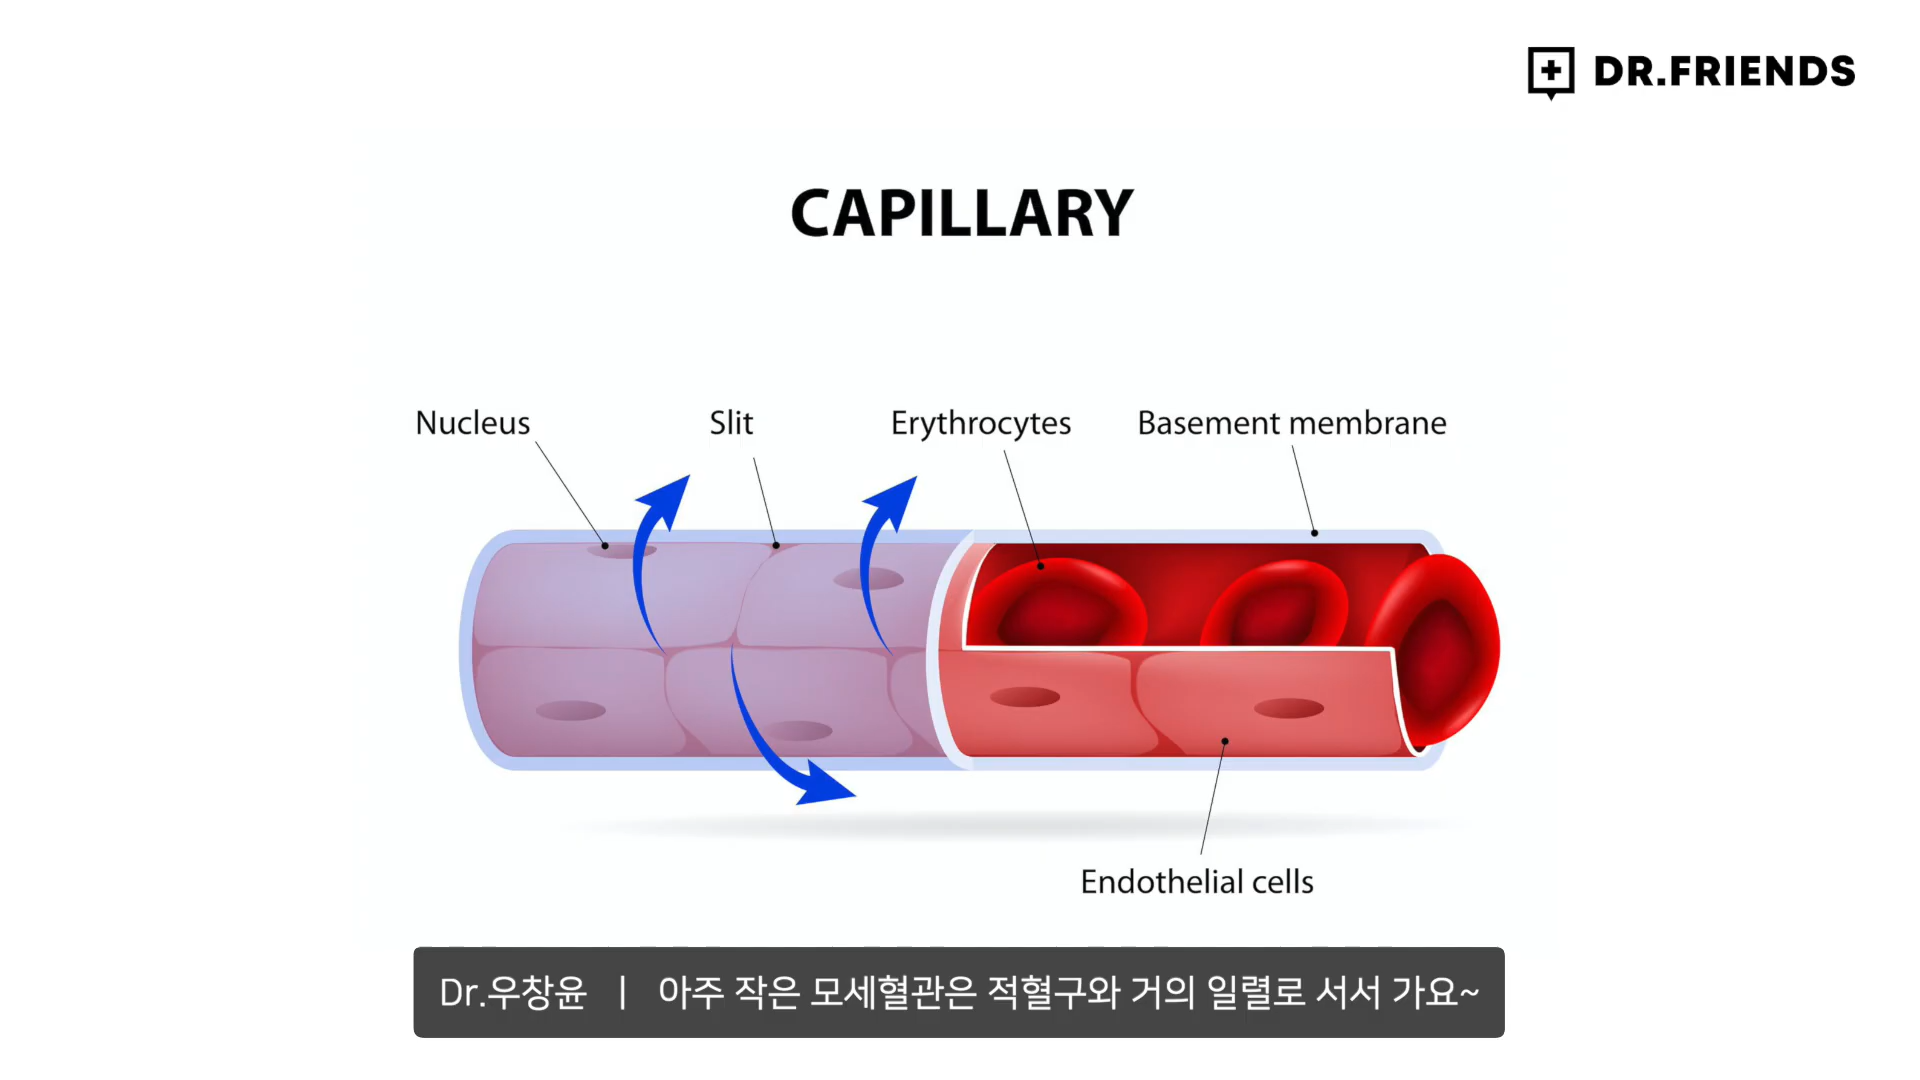 DR.FRIENDS
CAPILLARY
Nucleus
Slit
Erythrocytes
Basement membrane
Endothelial cells
Dr.우창윤 | 아주 작은 모세혈관은 적혈구와 거의 일렬로 서서 가요~